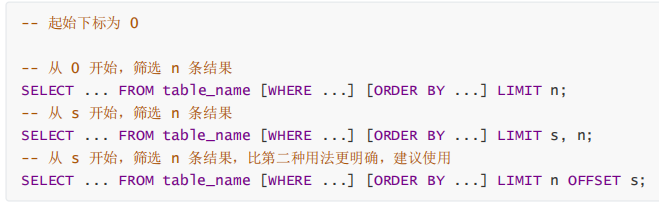 -- 起始下标为 0
-- 从 0 开始，筛选 n 条结果
SELECT ... FROM table_name [WHERE ...] [ORDER BY ...] LIMIT n;
-- 从 s 开始，筛选 n 条结果
SELECT ... FROM table_name [WHERE ...] [ORDER BY ...] LIMIT s, n;
-- 从 s 开始，筛选 n 条结果，比第二种用法更明确，建议使用
SELECT ... FROM table_name [WHERE ...] [ORDER BY ...] LIMIT n OFFSET s;